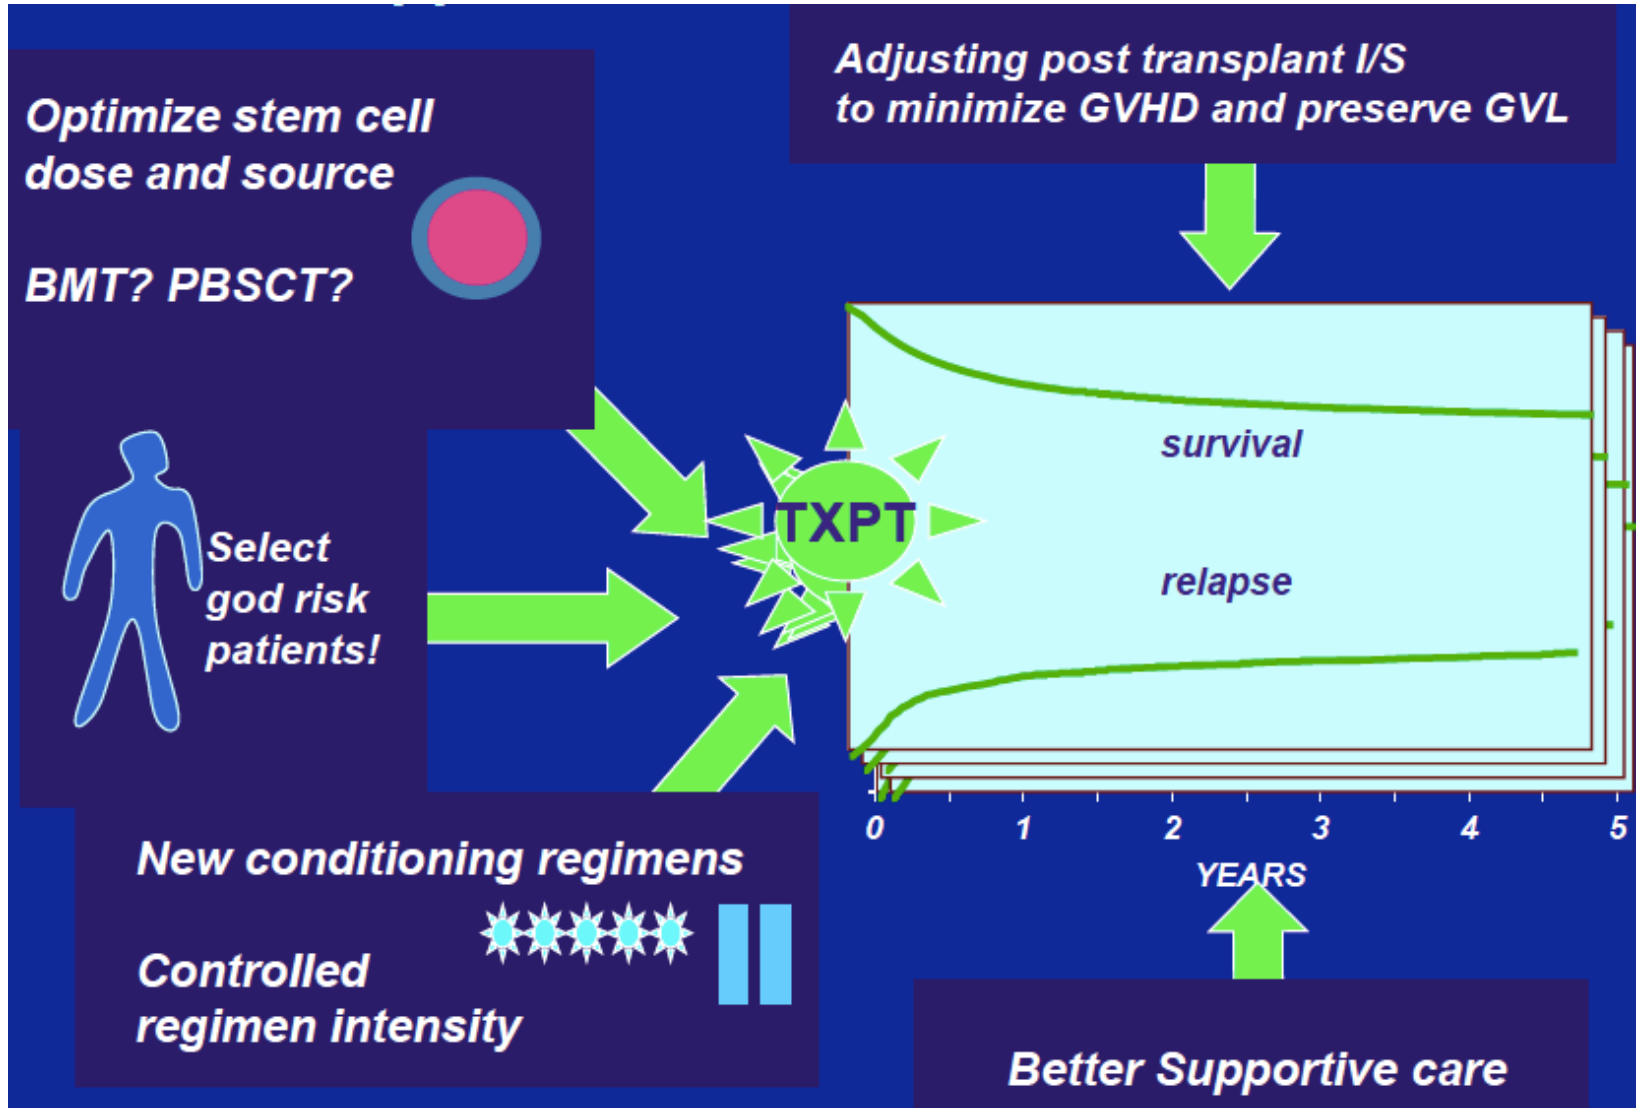 Optimize stem cell
dose and source
BMT? PBSCT?
Adjusting post transplant I/S
to minimize GVHD and preserve GVL
Select
god risk
patients!
TXPT
survival
relapse
0 1 2 3 4 5
YEARS
New conditioning regimens
Controlled
regimen intensity
Better Supportive care